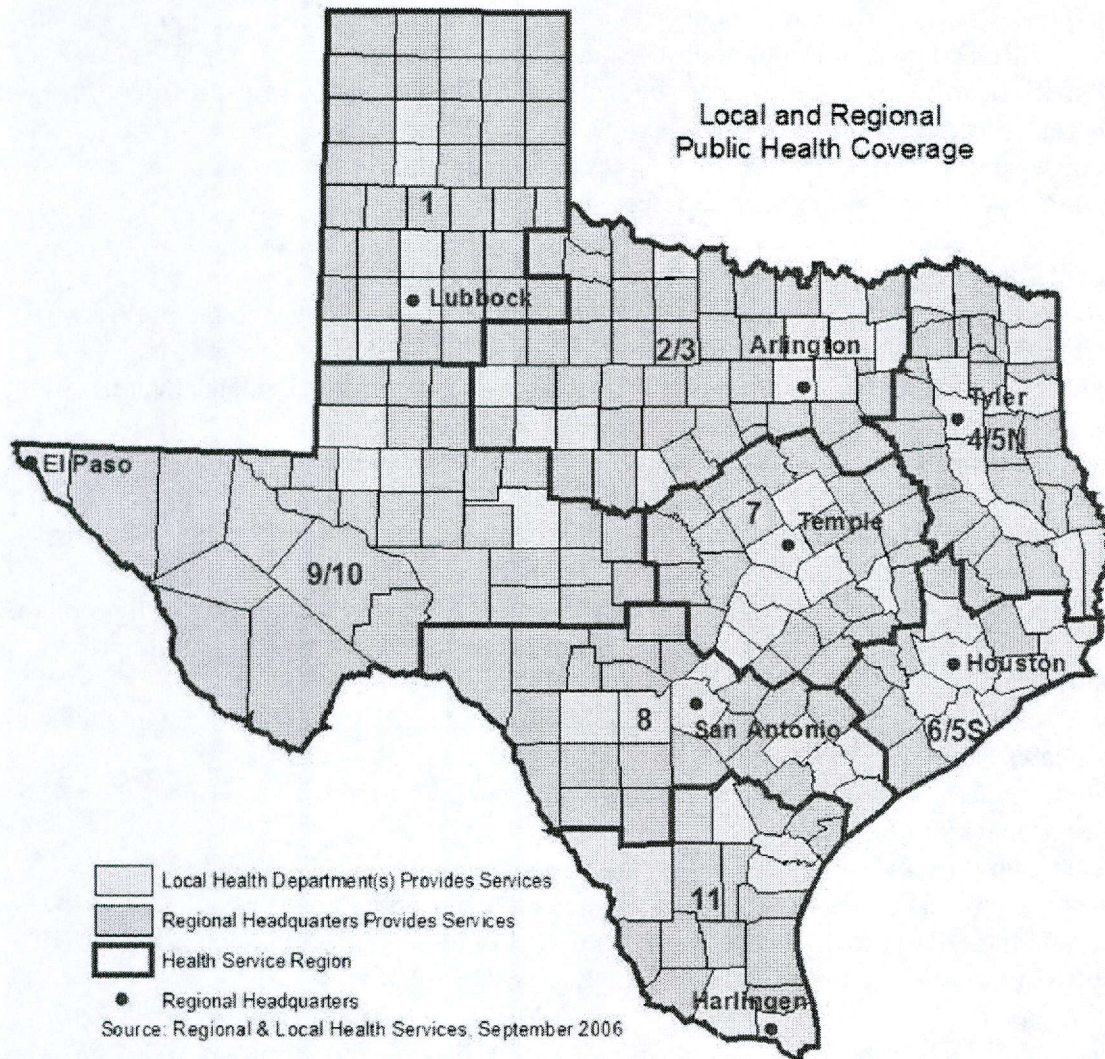 Local and Regional
Public Health Coverage
1
Lubbock
2/3
Arlington
Tyler
4/5N
El Paso
7
Temple
9/10
Houston
8
San Antonio
6/5S
11
Harlingen
Local Health Department(s) Provides Services
Regional Headquarters Provides Services
Health Service Region
Regional Headquarters
Source: Regional & Local Health Services, September 2006